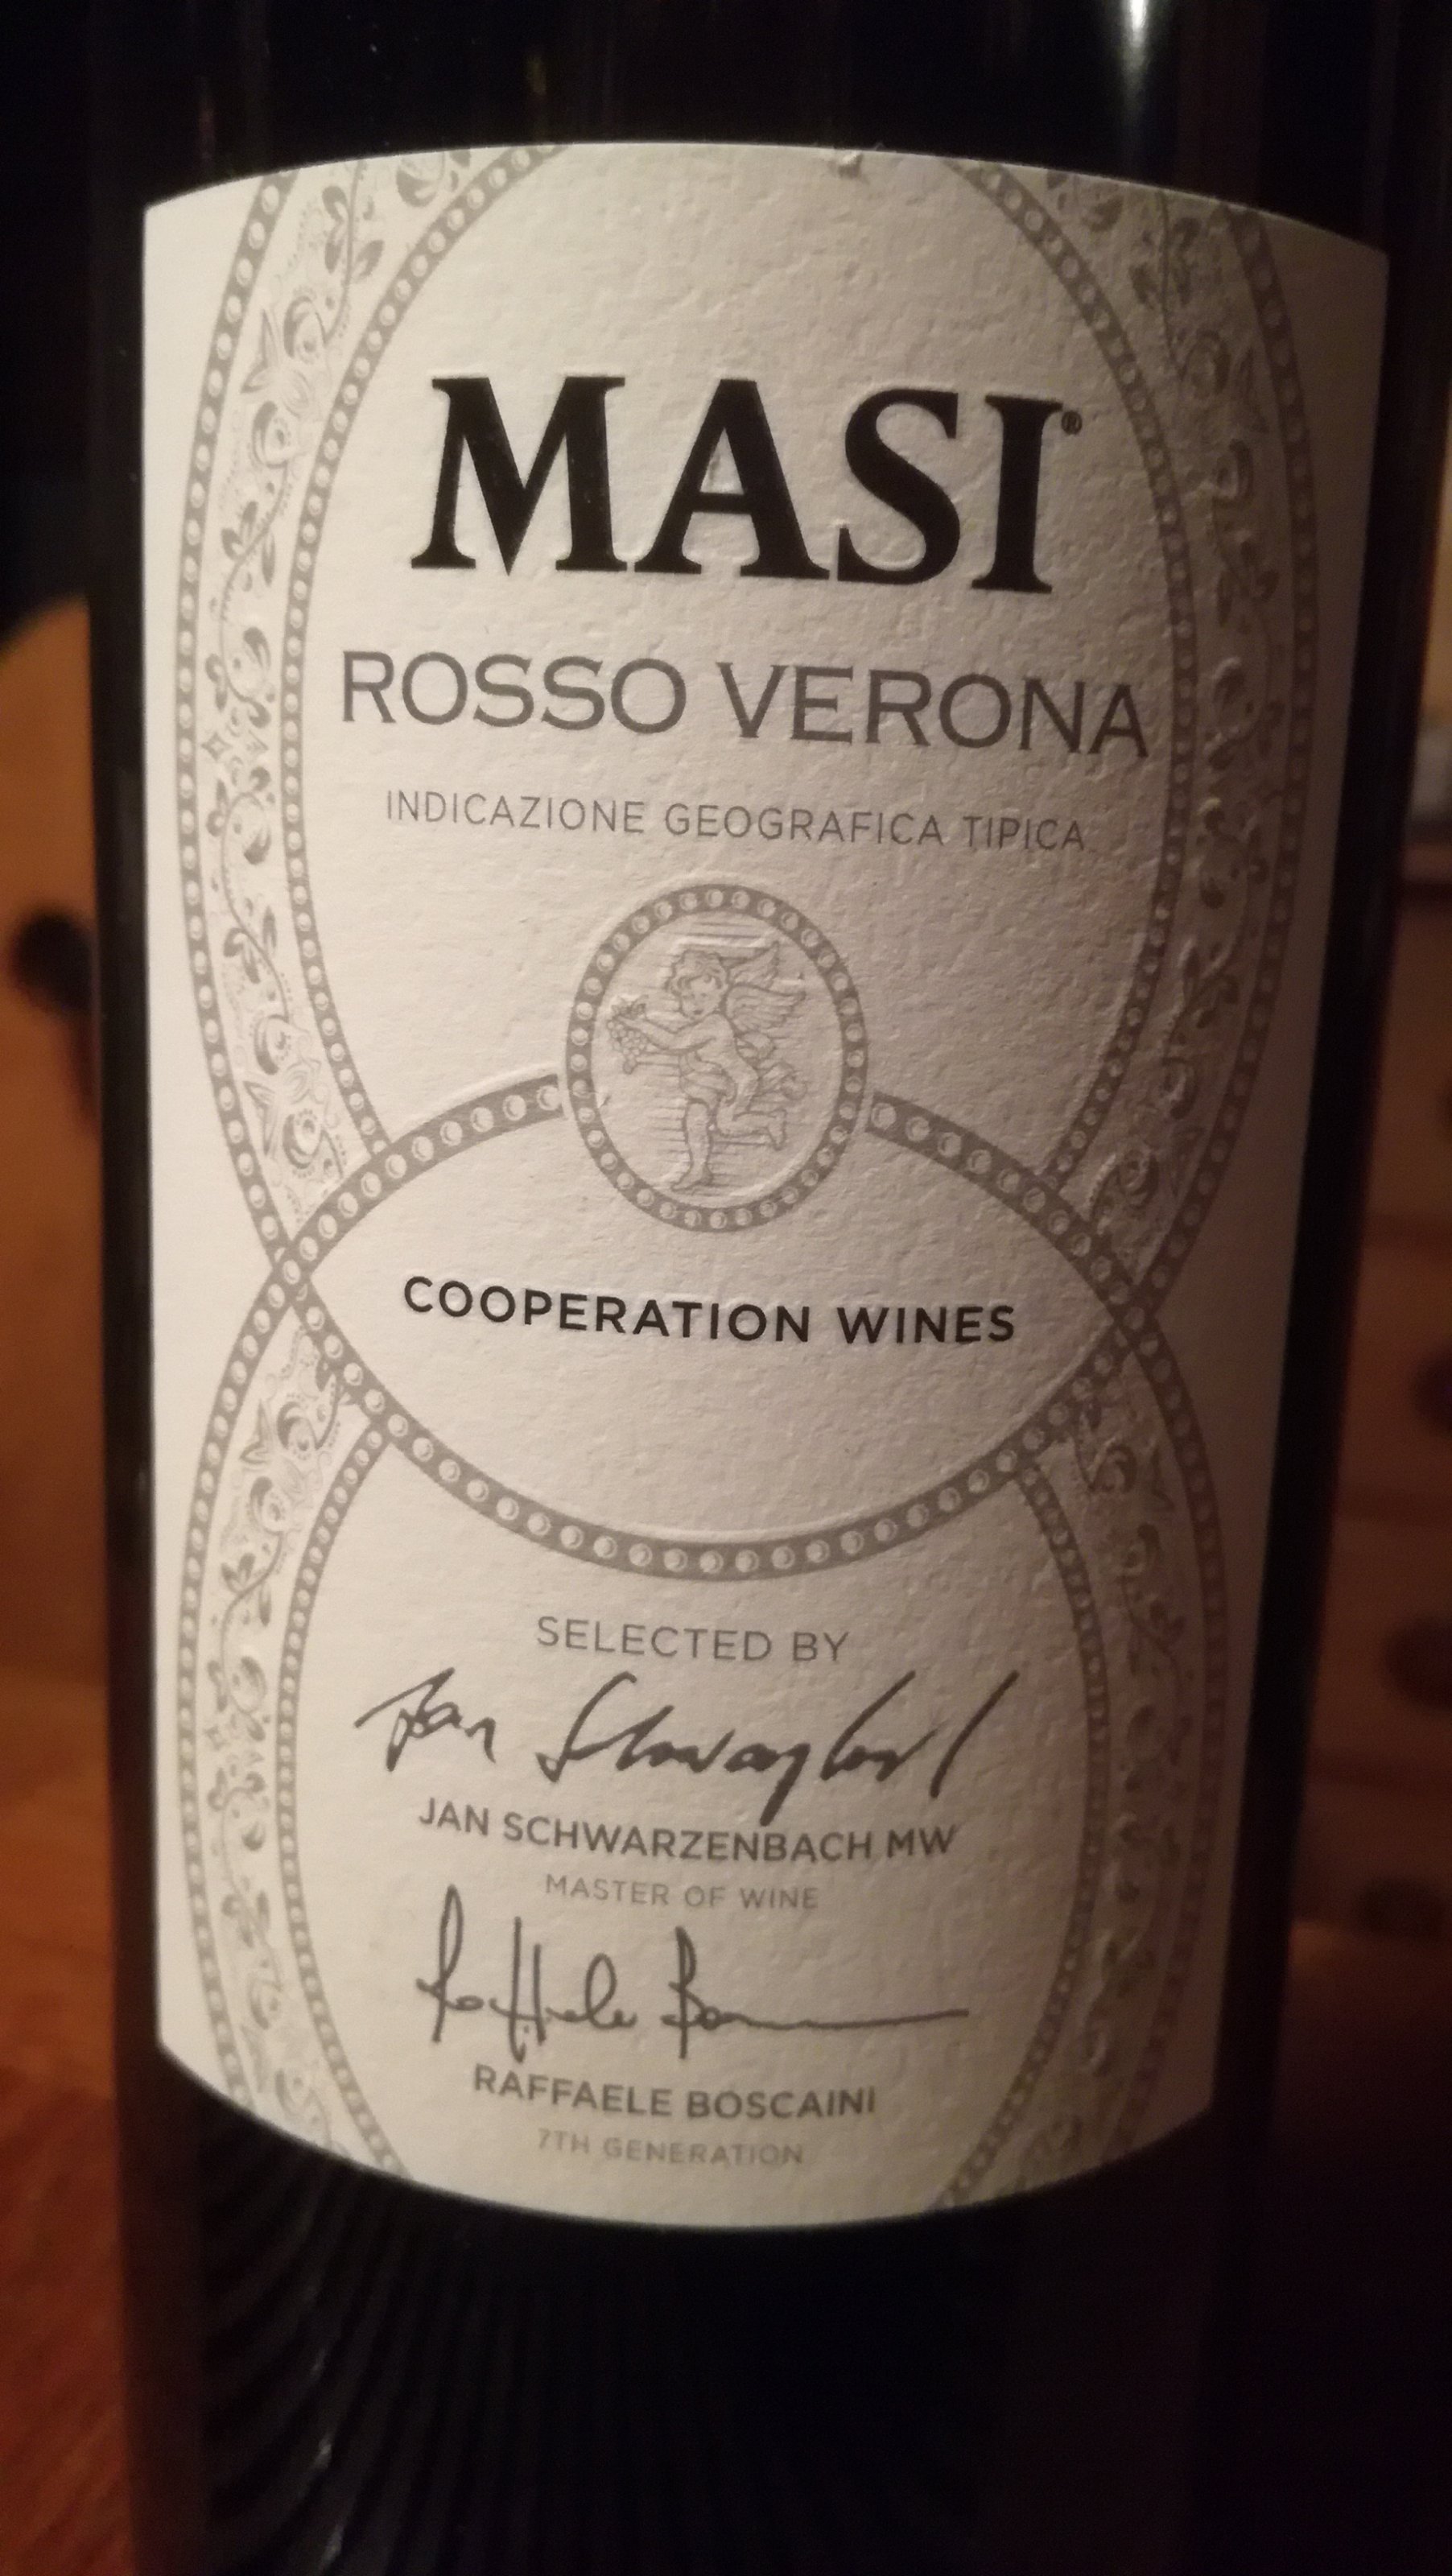 MASI®
ROSSO VERONA
INDICAZIONE GEOGRAFICA TIPICA
COOPERATION WINES
SELECTED BY
JAN SCHWARZENBACH MW
MASTER OF WINE
RAFFAELE BOSCAINI
7TH GENERATION